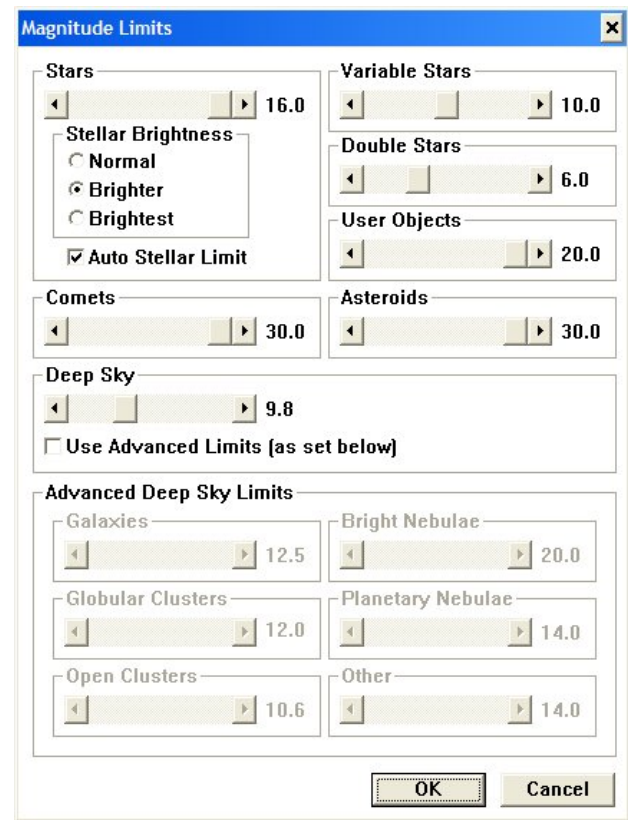 Magnitude Limits
Stars
16.0
Stellar Brightness
Normal
Brighter
Brightest
Auto Stellar Limit
Variable Stars
10.0
Double Stars
6.0
User Objects
20.0
Comets
30.0
Asteroids
30.0
Deep Sky
9.8
Use Advanced Limits (as set below)
Advanced Deep Sky Limits
Galaxies
12.5
Bright Nebulae
20.0
Globular Clusters
12.0
Planetary Nebulae
14.0
Open Clusters
10.6
Other
14.0
OK
Cancel